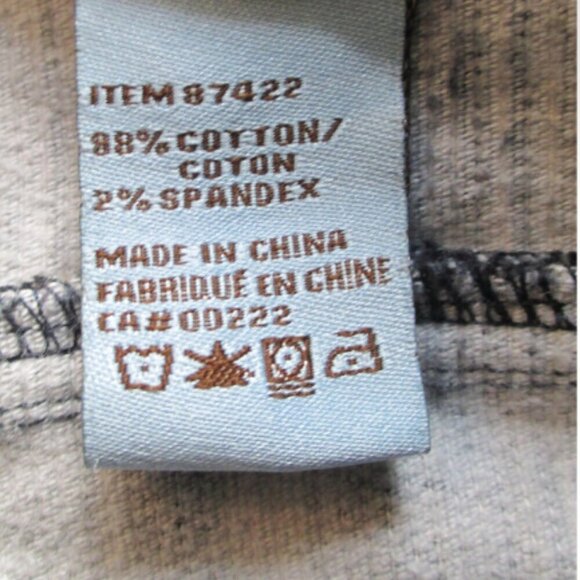 ITEM 87422
98% COTTON/
COTON
2% SPANDEX
MADE IN CHINA
FABRIQUÉ EN CHINE
CA# 00222